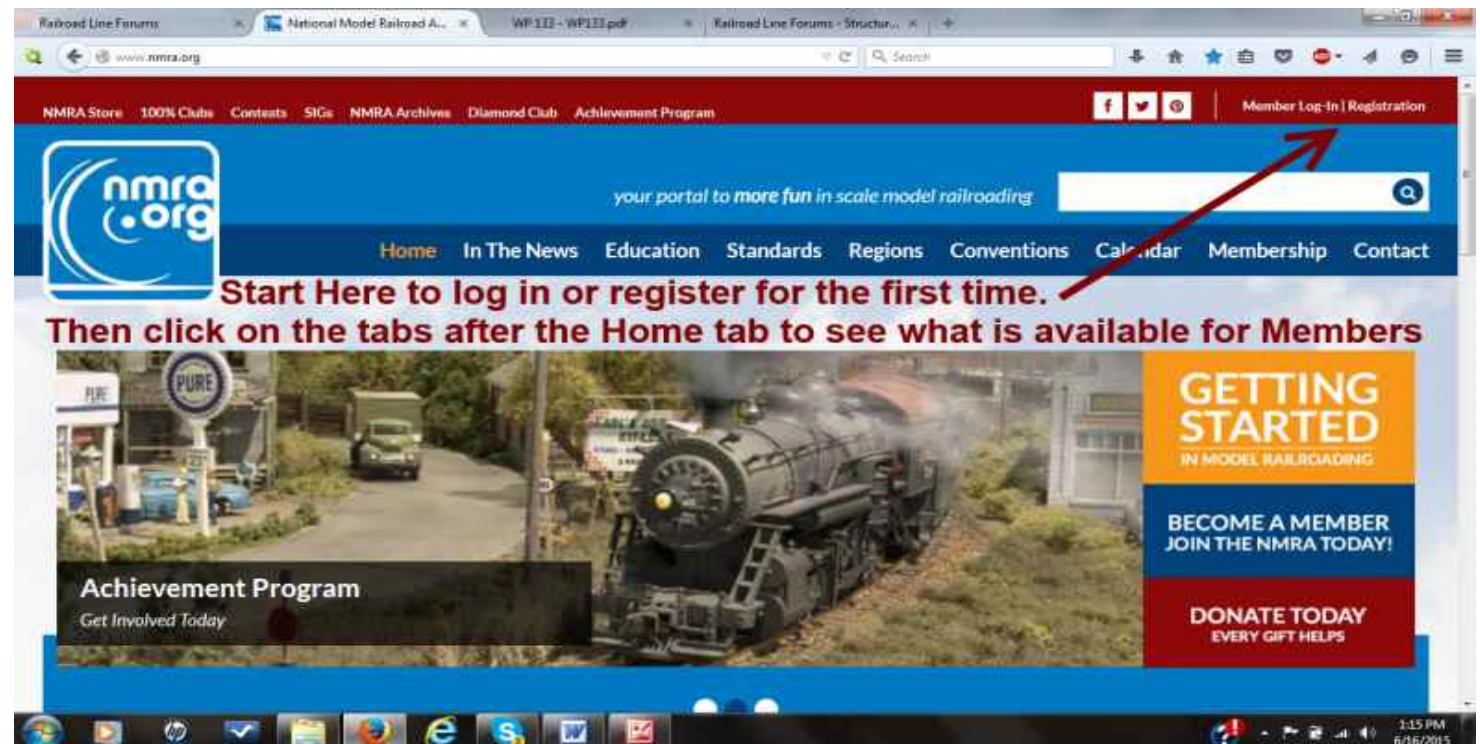 Railroad Line Forums
National Model Railroad A...
WP 133 - WP133.pdf
Railroad Line Forums - Structur...
www.nmra.org
Search
NMRA Store 100% Clubs Contests SIGs NMRA Archives Diamond Club Achievement Program
Member Log-In | Registration
nmra
.org
your portal to more fun in scale model railroading
Home In The News Education Standards Regions Conventions Calendar Membership Contact
Start Here to log in or register for the first time.
Then click on the tabs after the Home tab to see what is available for Members
PURE
PURE
GETTING
STARTED
IN MODEL RAILROADING
BECOME A MEMBER
JOIN THE NMRA TODAY!
Achievement Program
Get Involved Today
DONATE TODAY
EVERY GIFT HELPS
1:15 PM
6/16/2015